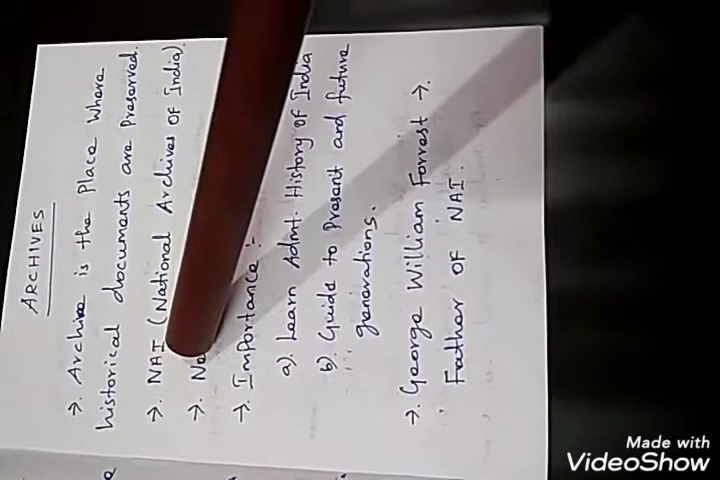 ARCHIVES
→. Archive is the Place Where
historical documents are Preserved.
→. NAI (National Archives of India).
→.
→. Importance :-
a). Learn Admt. History of India
b). Guide to Present and future
generations.
→. George William Forrest →.
Father of NAI.
Made with
VideoShow